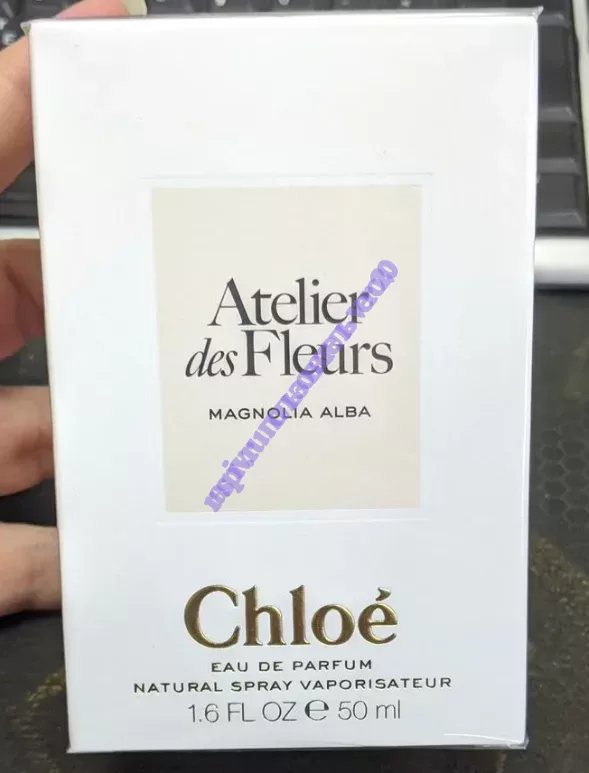 Atelier
des Fleurs
MAGNOLIA ALBA
Chloé
EAU DE PARFUM
NATURAL SPRAY VAPORISATEUR
1.6 FL OZ ℮ 50 ml